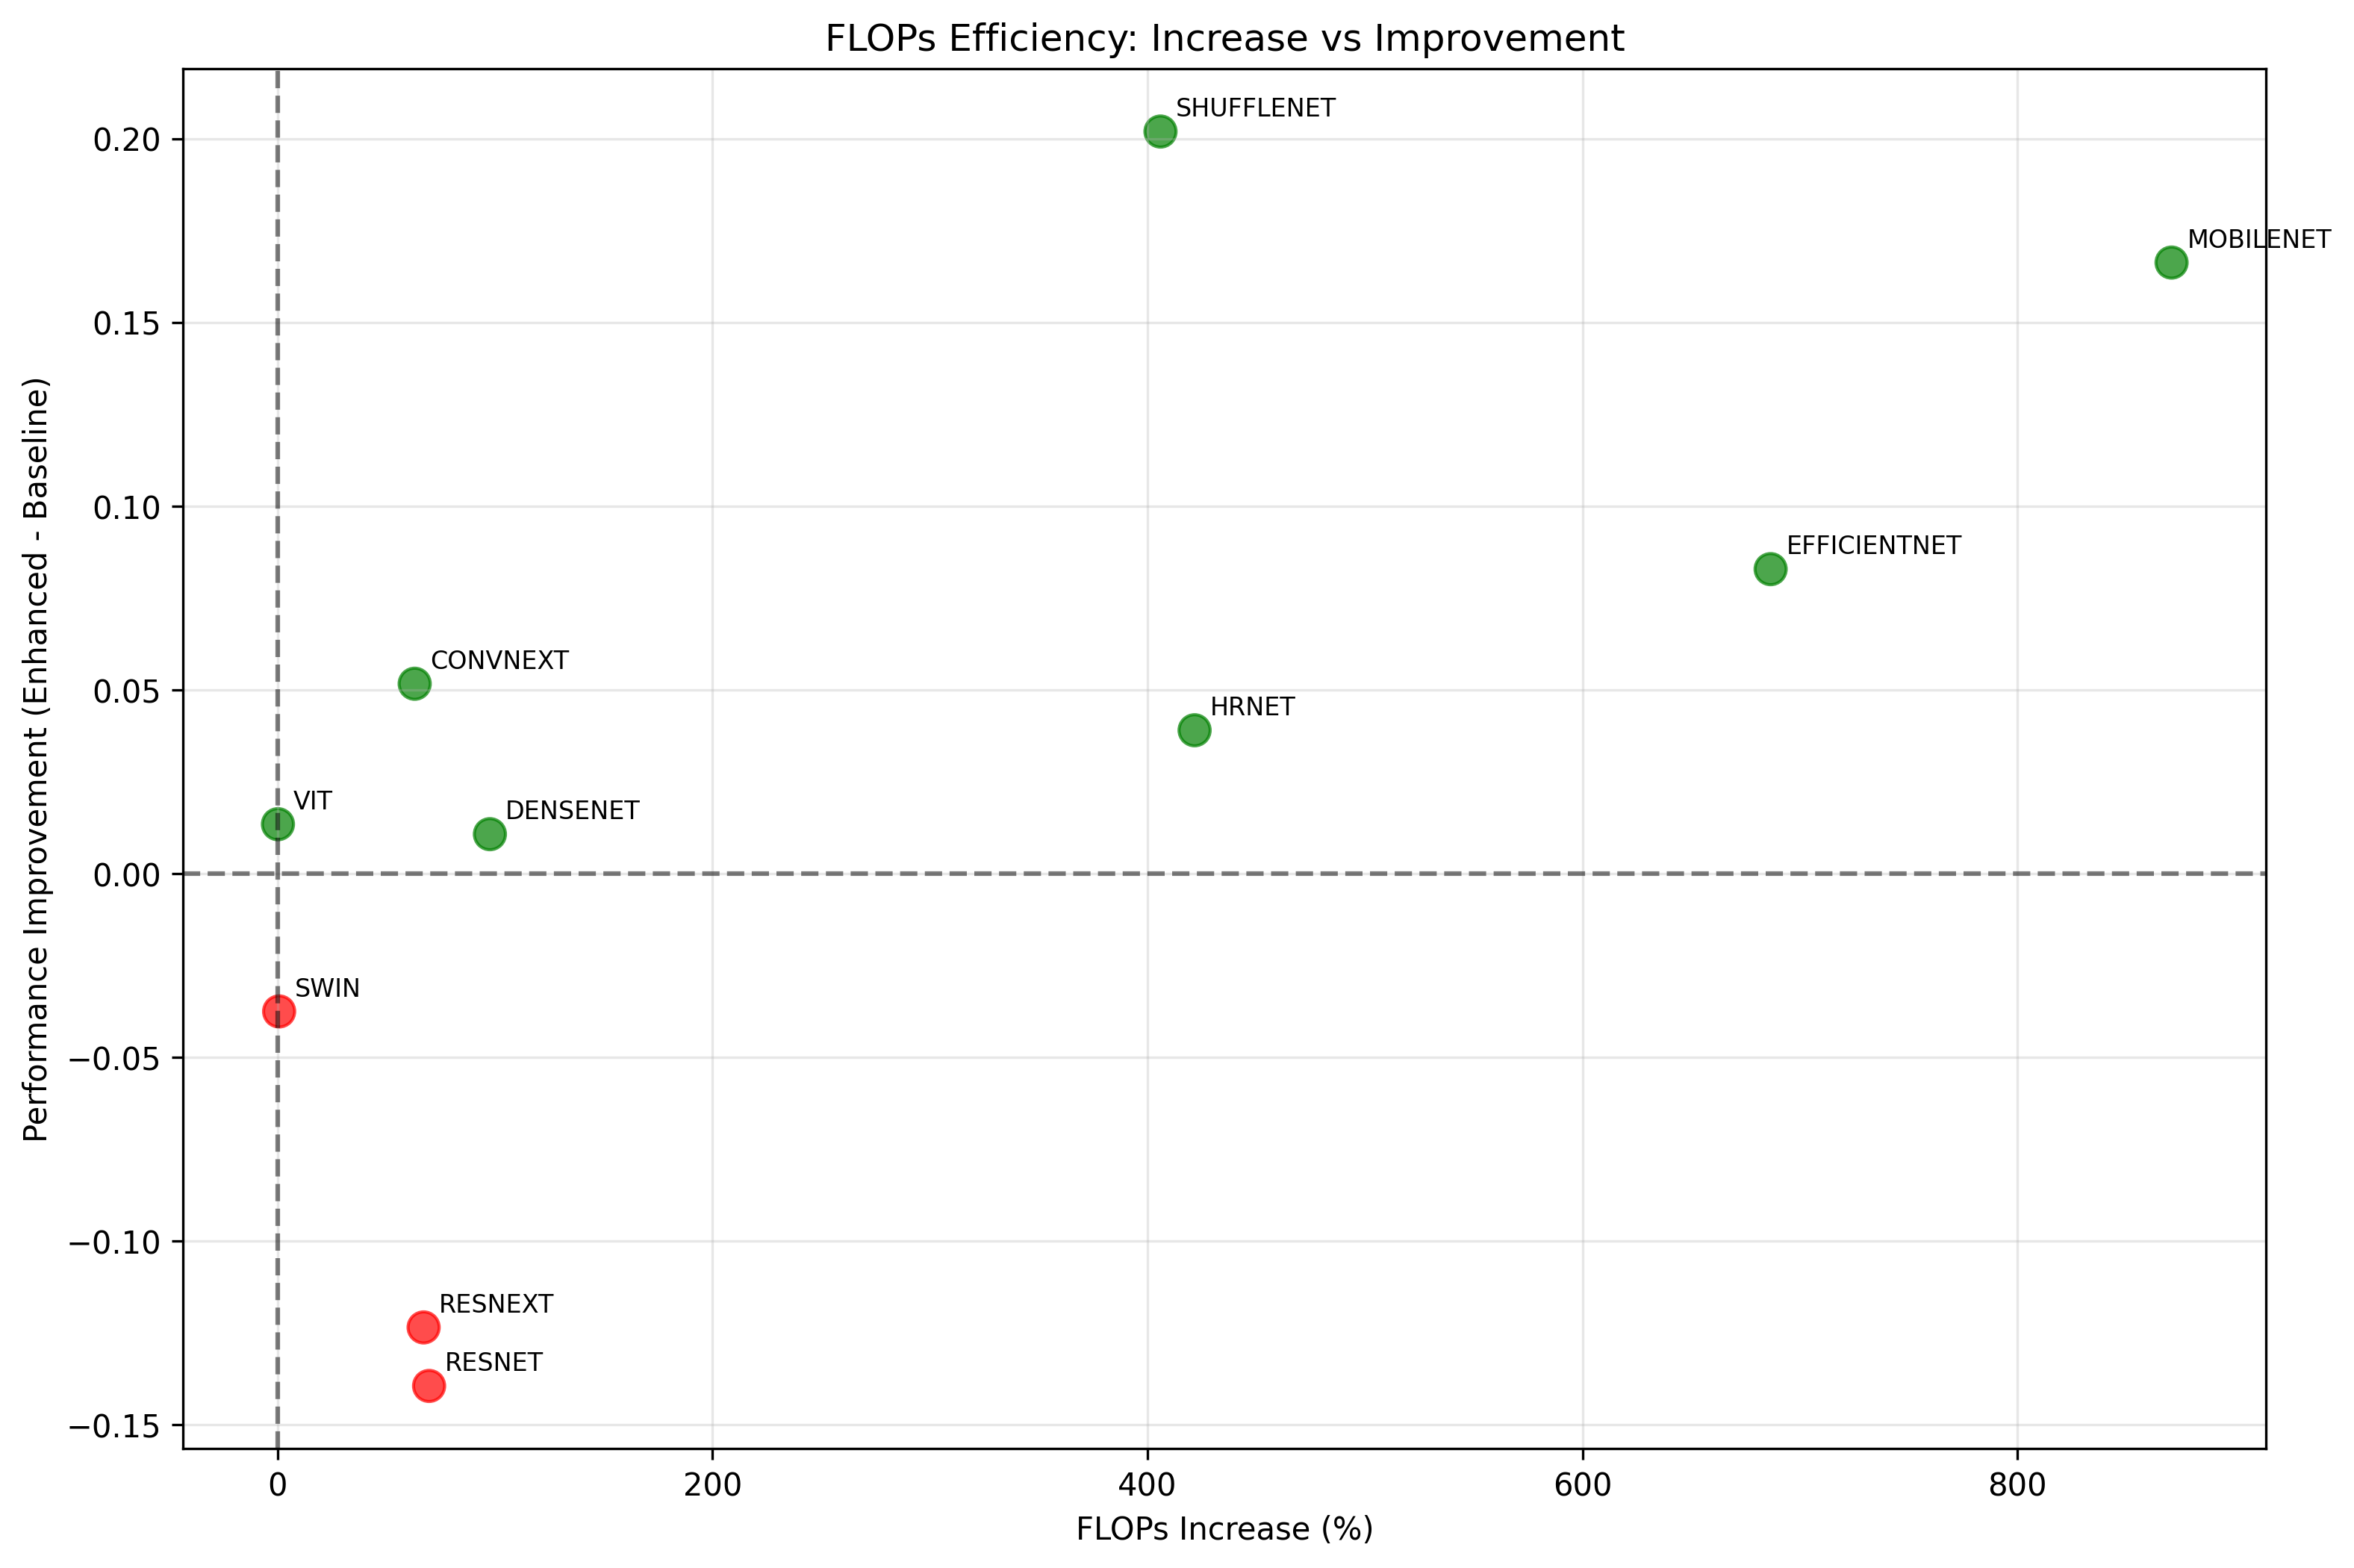 FLOPs Efficiency: Increase vs Improvement
Performance Improvement (Enhanced - Baseline)
0.20
0.15
0.10
0.05
0.00
−0.05
−0.10
−0.15
SHUFFLENET
MOBILENET
EFFICIENTNET
CONVNEXT
HRNET
VIT
DENSENET
SWIN
RESNEXT
RESNET
0 200 400 600 800
FLOPs Increase (%)